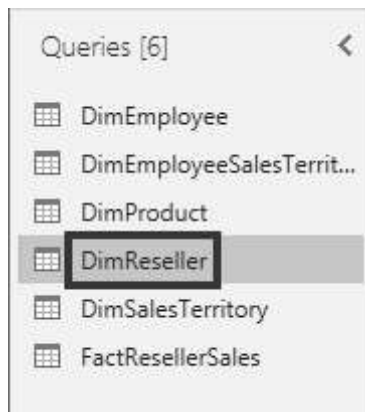 Queries [6]
DimEmployee
DimEmployeeSalesTerrit...
DimProduct
DimReseller
DimSalesTerritory
FactResellerSales